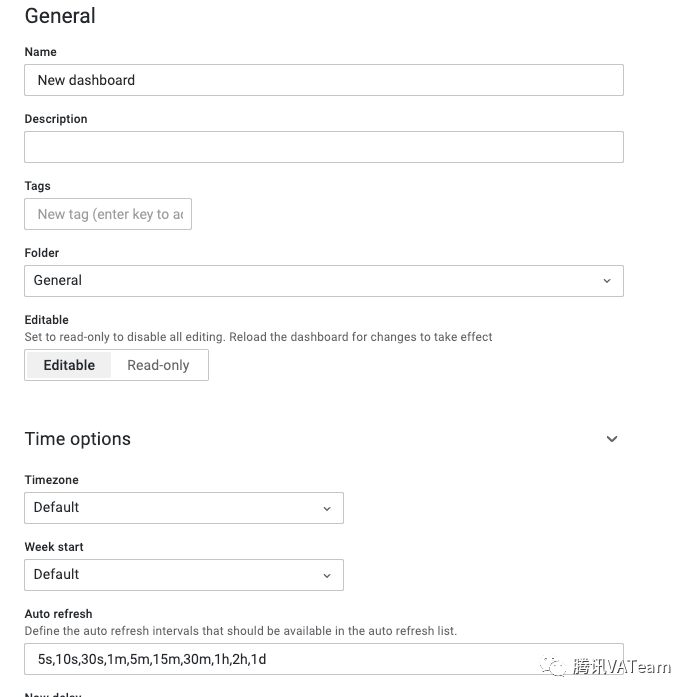 General
Name
New dashboard
Description
Tags
New tag (enter key to ac
Folder
General
Editable
Set to read-only to disable all editing. Reload the dashboard for changes to take effect
Editable Read-only
Time options
Timezone
Default
Week start
Default
Auto refresh
Define the auto refresh intervals that should be available in the auto refresh list.
5s,10s,30s,1m,5m,15m,30m,1h,2h,1d
腾讯VATeam
Now delay